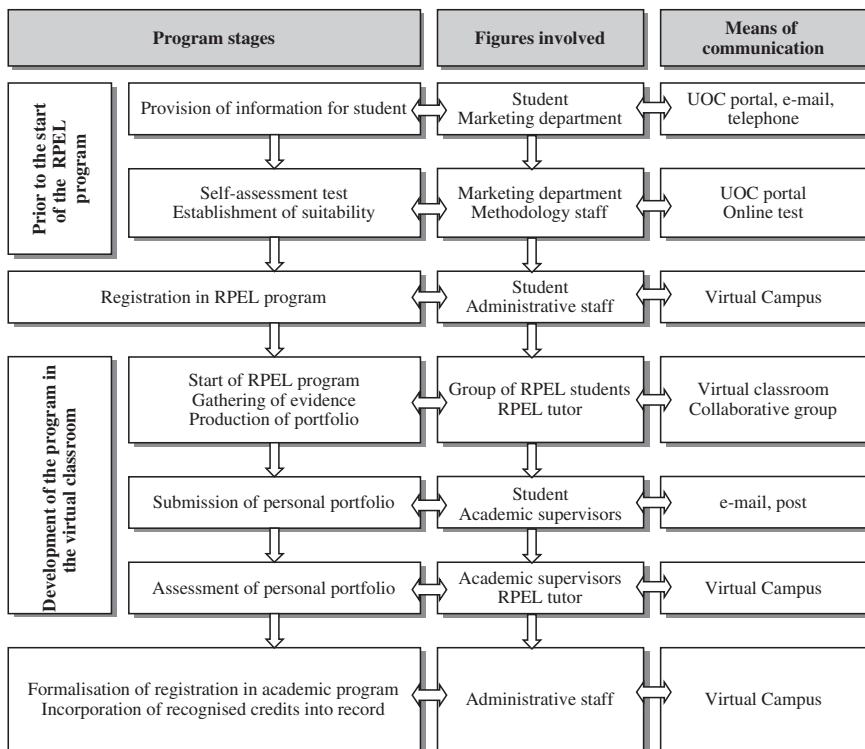 Program stages
Figures involved
Means of
communication
Prior to the start
of the RPEL
program
Provision of information for student
Student
Marketing department
UOC portal, e-mail,
telephone
Self-assessment test
Establishment of suitability
Marketing department
Methodology staff
UOC portal
Online test
Registration in RPEL program
Student
Administrative staff
Virtual Campus
Development of the program in
the virtual classroom
Start of RPEL program
Gathering of evidence
Production of portfolio
Group of RPEL students
RPEL tutor
Virtual classroom
Collaborative group
Submission of personal portfolio
Student
Academic supervisors
e-mail, post
Assessment of personal portfolio
Academic supervisors
RPEL tutor
Virtual Campus
Formalisation of registration in academic program
Incorporation of recognised credits into record
Administrative staff
Virtual Campus